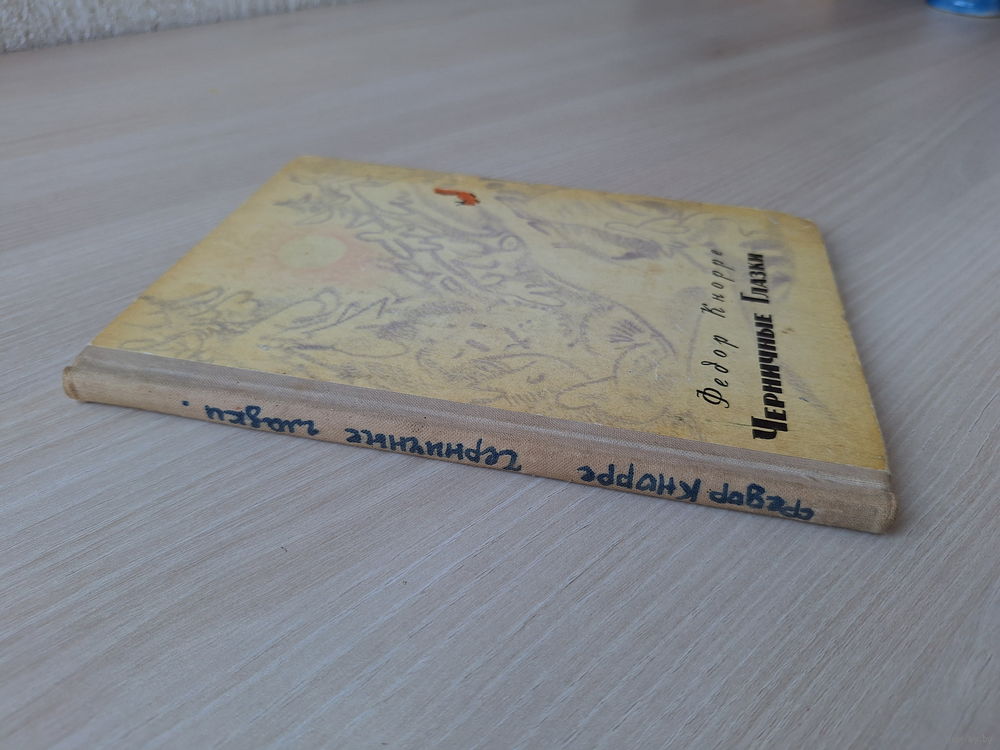 Федор Кнорре
Черничные Глазки
Федор Кнорре Черничные глазки.